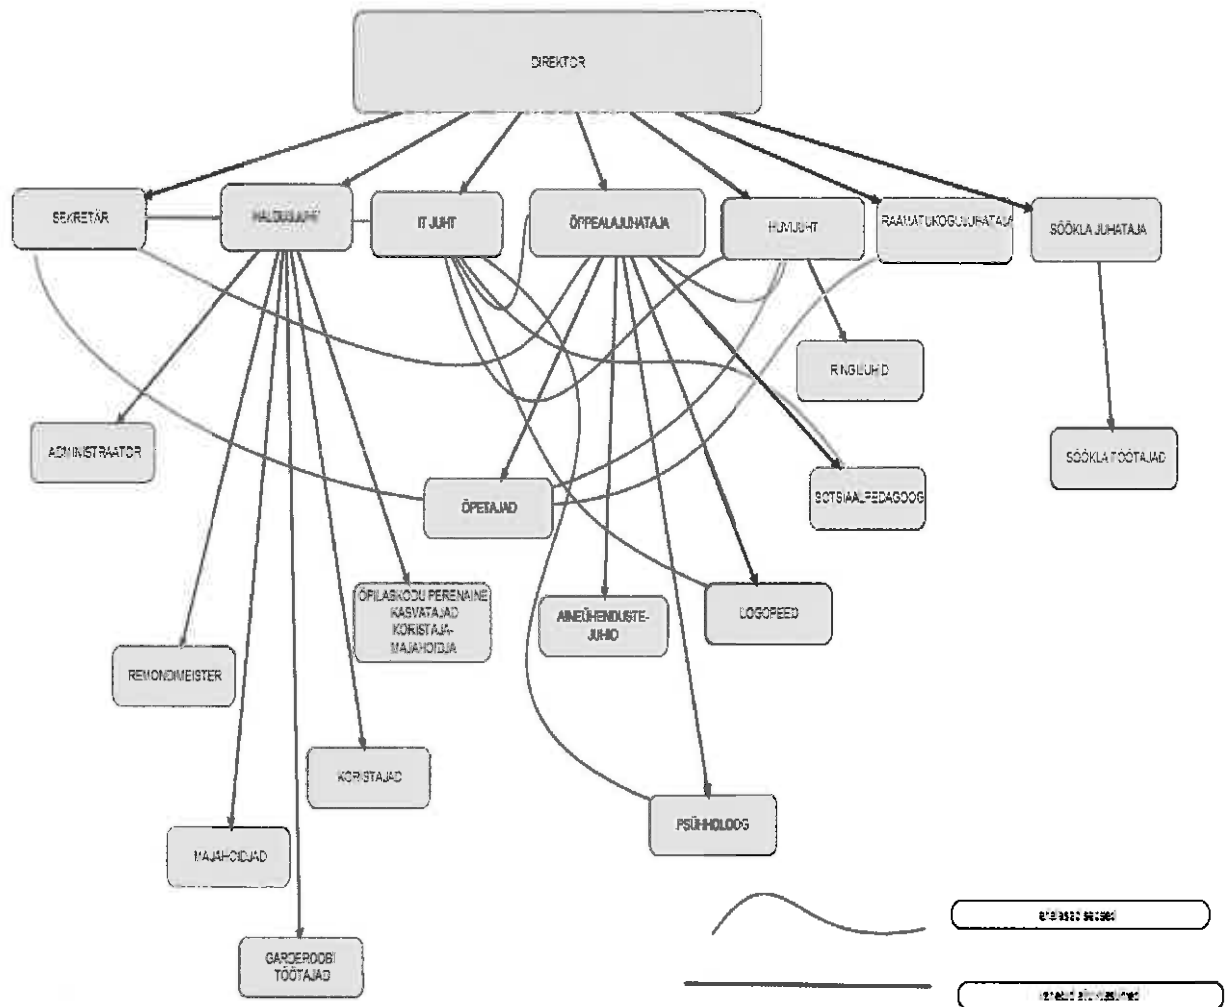 DIREKTOR
SEKRETÄR
HALDUSJUHT
IT JUHT
ÕPPEALAJUHATAJA
HUVIJUHT
RAAMATUKOGUJUHATAJA
SÖÖKLA JUHATAJA
RINGIJUHID
ADMINISTRAATOR
SÖÖKLA TÖÖTAJAD
ÕPETAJAD
SOTSIAALPEDAGOOG
ÕPILASKODU PERENAINE
KASVATAJAD
KORISTAJA-
MAJAHOIDJA
AINEÜHENDUSTE-
JUHID
LOGOPEED
REMONDIMEISTER
KORISTAJAD
PSÜHHOLOOG
MAJAHOIDJAD
GARDEROOBI
TÖÖTAJAD